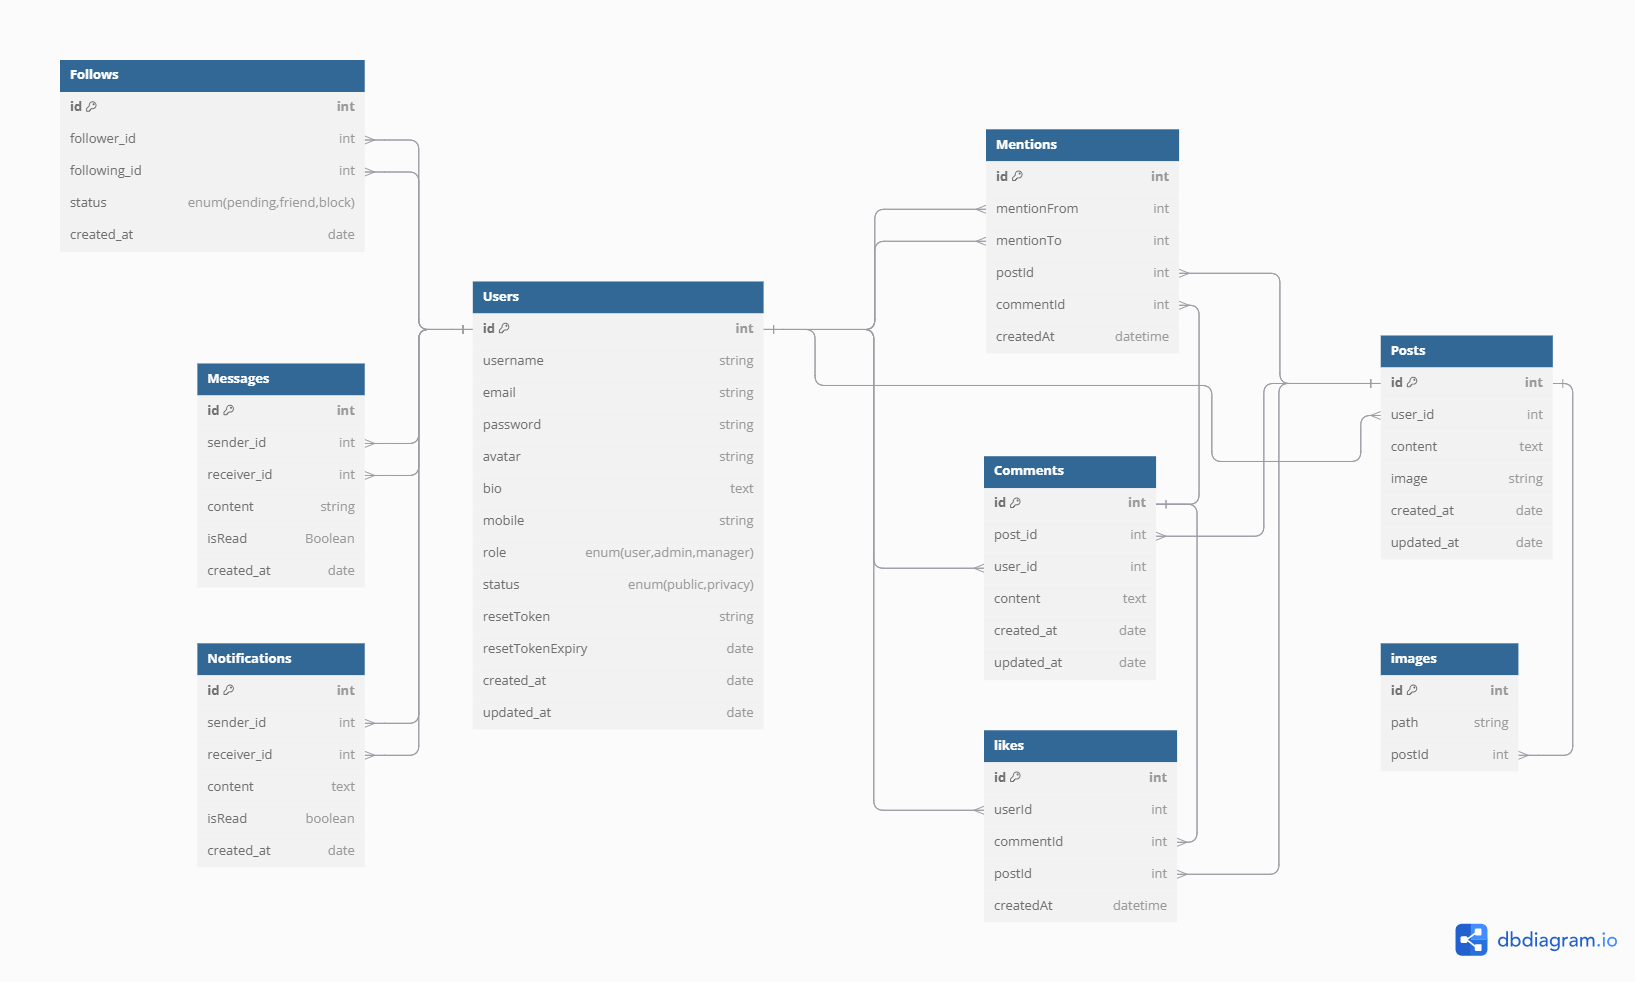 Follows
id int
follower_id int
following_id int
status enum(pending,friend,block)
created_at date
Messages
id int
sender_id int
receiver_id int
content string
isRead Boolean
created_at date
Notifications
id int
sender_id int
receiver_id int
content text
isRead boolean
created_at date
Users
id int
username string
email string
password string
avatar string
bio text
mobile string
role enum(user,admin,manager)
status enum(public,privacy)
resetToken string
resetTokenExpiry date
created_at date
updated_at date
Mentions
id int
mentionFrom int
mentionTo int
postId int
commentId int
createdAt datetime
Comments
id int
post_id int
user_id int
content text
created_at date
updated_at date
likes
id int
userId int
commentId int
postId int
createdAt datetime
Posts
id int
user_id int
content text
image string
created_at date
updated_at date
images
id int
path string
postId int
dbdiagram.io